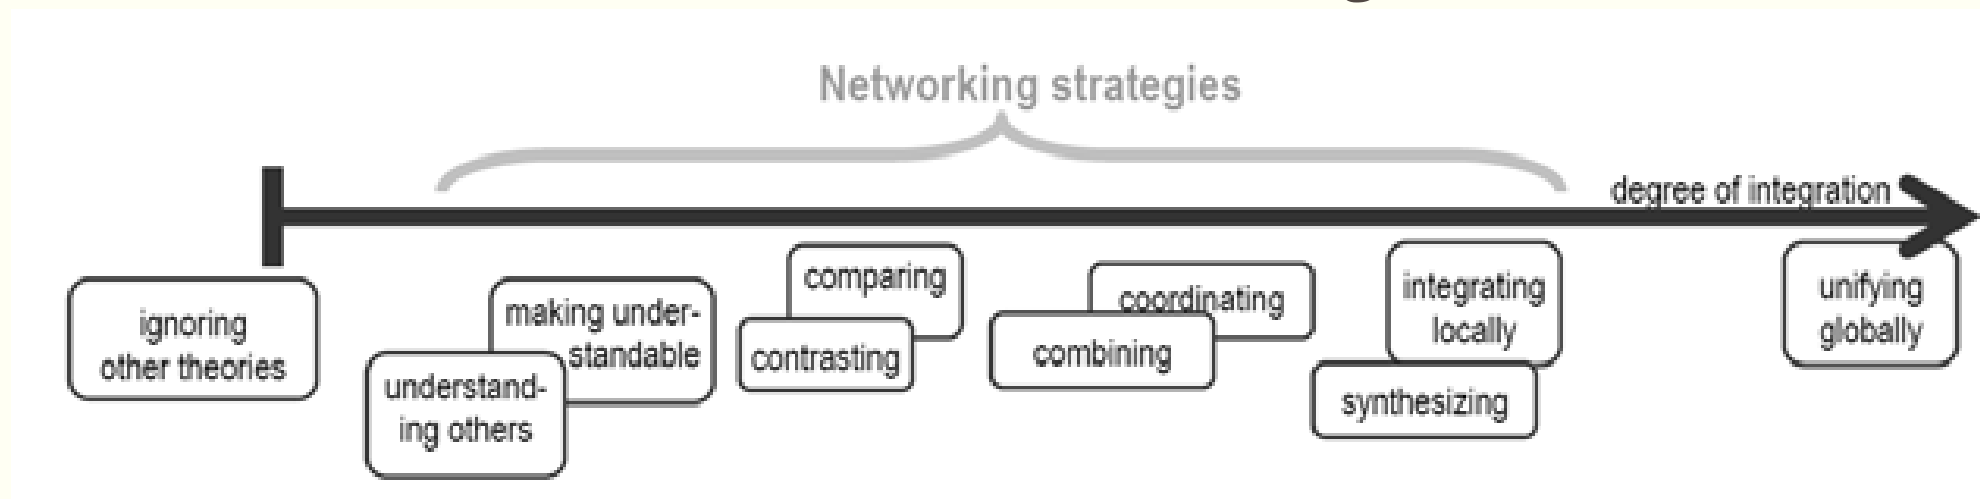 Networking strategies
degree of integration
ignoring
other theories
understand-
ing others
making under-
standable
comparing
contrasting
coordinating
combining
integrating
locally
synthesizing
unifying
globally